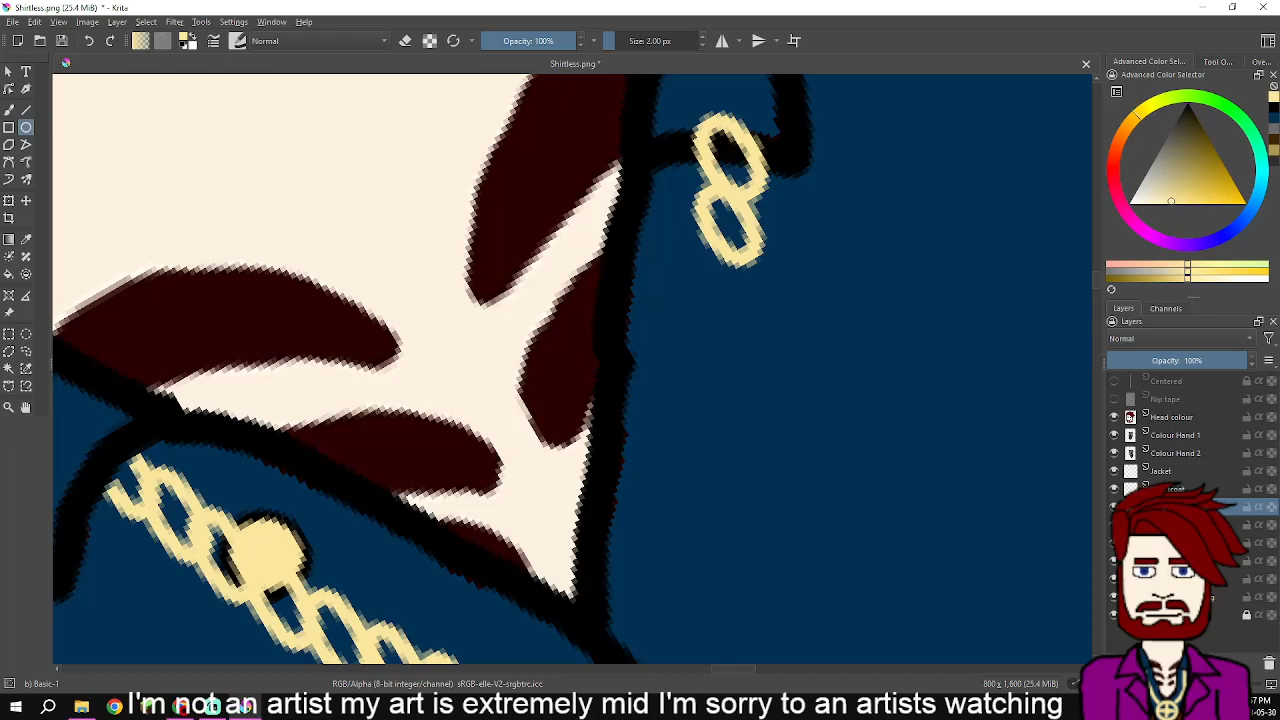 Shirtless.png (25.4 MiB) * - Krita
File Edit View Image Layer Select Filter Tools Settings Window Help
Normal
Opacity: 100%
Size: 2.00 px
Shirtless.png *
Advanced Color Sel...
Tool O...
Ove...
Advanced Color Selector
Layers
Channels
Layers
Normal
Opacity: 100%
Centered
Nip tape
Head colour
Colour Hand 1
Colour Hand 2
Jacket
b) Basic-1
RGB/Alpha (8-bit integer/channel) sRGB-elle-V2-srgbtrc.icc
800 x 1,600 (25.4 MiB)
I'm not an artist my art is extremely mid I'm sorry to an artists watching